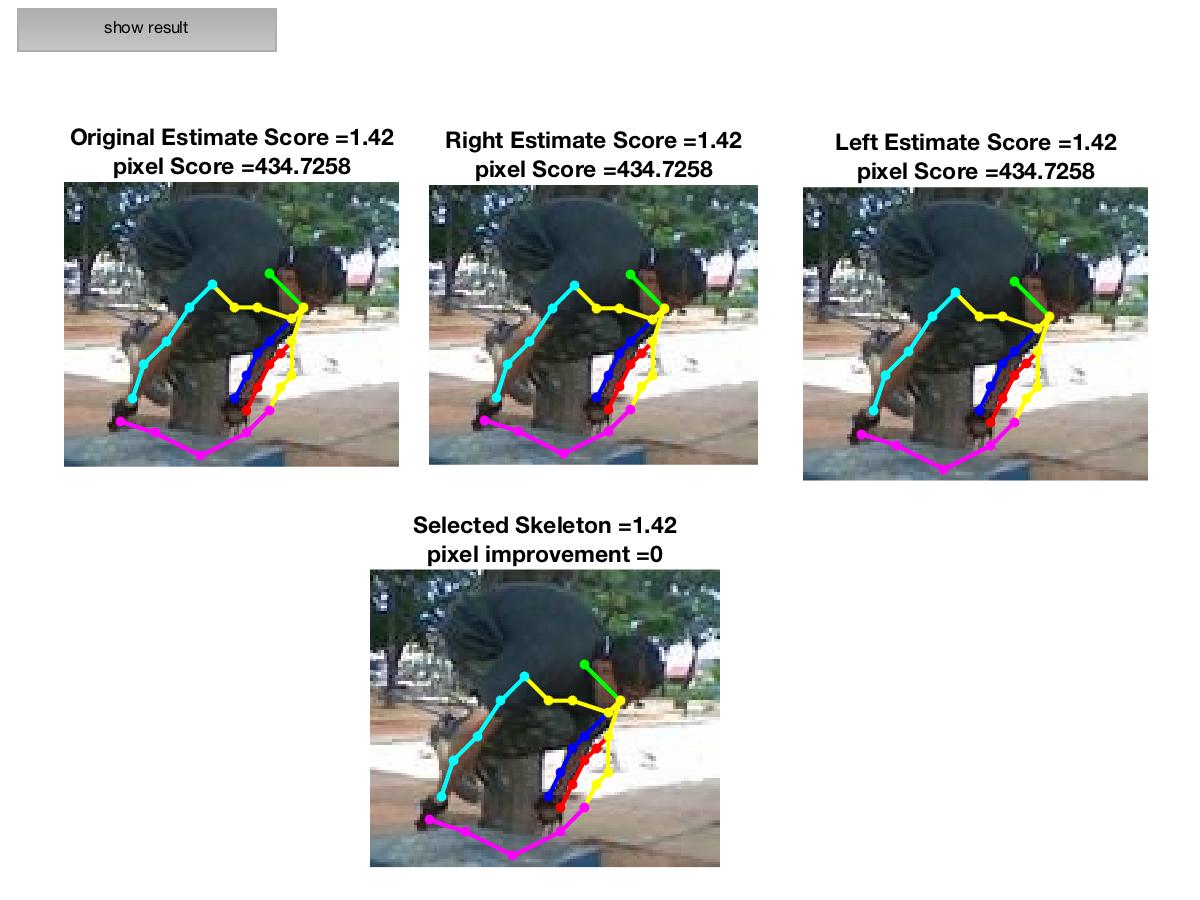 show result
Original Estimate Score =1.42
pixel Score =434.7258
Right Estimate Score =1.42
pixel Score =434.7258
Left Estimate Score =1.42
pixel Score =434.7258
Selected Skeleton =1.42
pixel improvement =0